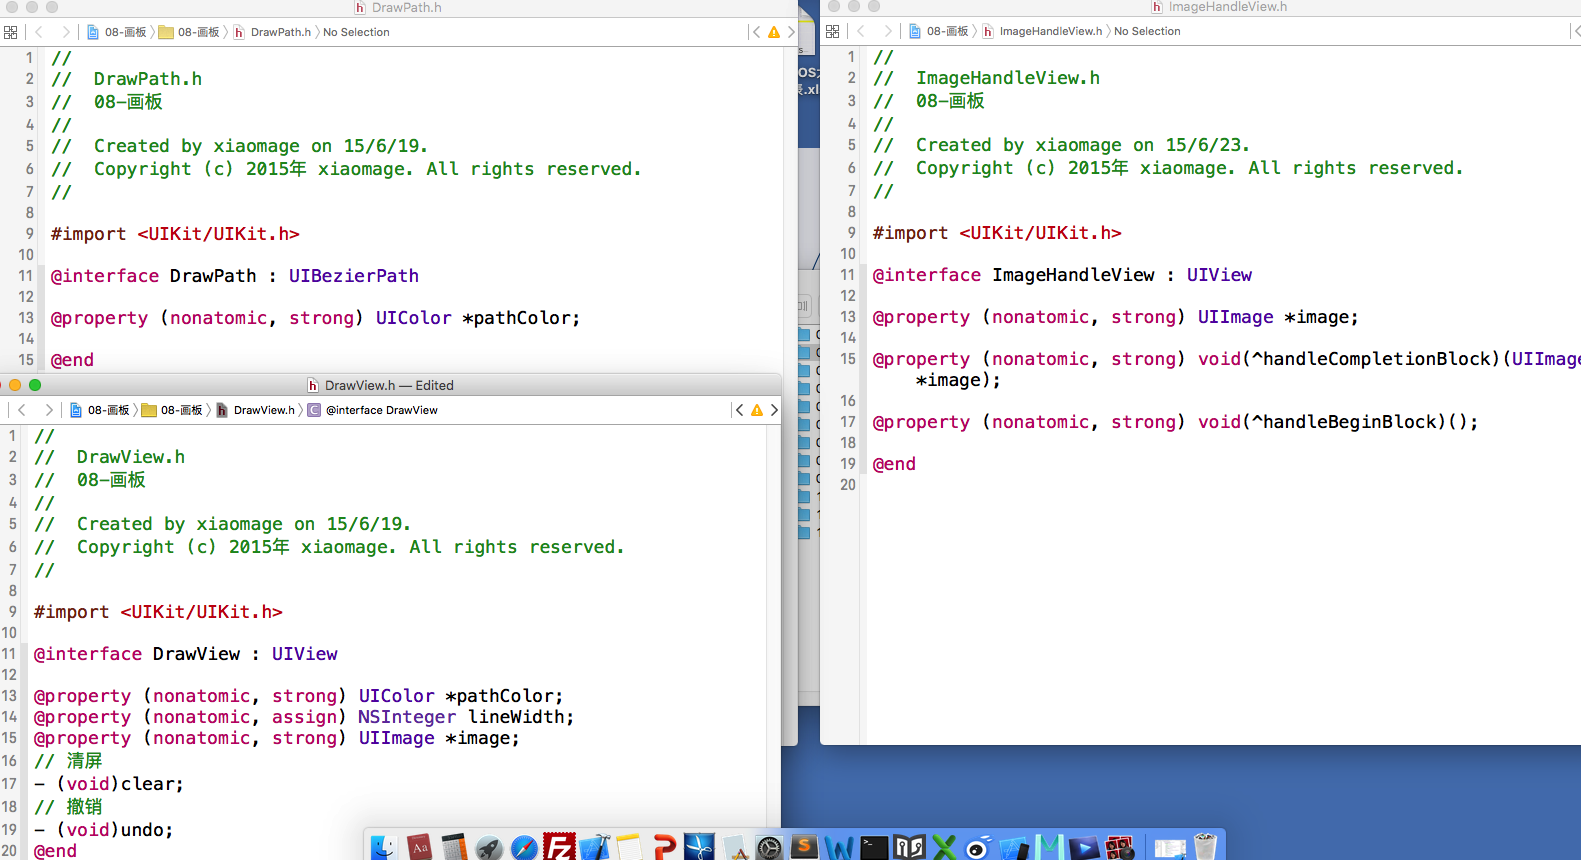 DrawPath.h
08-画板 08-画板 DrawPath.h No Selection
1 //
2 //  DrawPath.h
3 //  08-画板
4 //
5 //  Created by xiaomage on 15/6/19.
6 //  Copyright (c) 2015年 xiaomage. All rights reserved.
7 //
8
9 #import <UIKit/UIKit.h>
10
11 @interface DrawPath : UIBezierPath
12
13 @property (nonatomic, strong) UIColor *pathColor;
14
15 @end
DrawView.h — Edited
08-画板 08-画板 DrawView.h @interface DrawView
1 //
2 //  DrawView.h
3 //  08-画板
4 //
5 //  Created by xiaomage on 15/6/19.
6 //  Copyright (c) 2015年 xiaomage. All rights reserved.
7 //
8
9 #import <UIKit/UIKit.h>
10
11 @interface DrawView : UIView
12
13 @property (nonatomic, strong) UIColor *pathColor;
14 @property (nonatomic, assign) NSInteger lineWidth;
15 @property (nonatomic, strong) UIImage *image;
16 // 清屏
17 - (void)clear;
18 // 撤销
19 - (void)undo;
20 @end
ImageHandleView.h
08-画板 ImageHandleView.h No Selection
1 //
2 //  ImageHandleView.h
3 //  08-画板
4 //
5 //  Created by xiaomage on 15/6/23.
6 //  Copyright (c) 2015年 xiaomage. All rights reserved.
7 //
8
9 #import <UIKit/UIKit.h>
10
11 @interface ImageHandleView : UIView
12
13 @property (nonatomic, strong) UIImage *image;
14
15 @property (nonatomic, strong) void(^handleCompletionBlock)(UIImage
*image);
16
17 @property (nonatomic, strong) void(^handleBeginBlock)();
18
19 @end
20